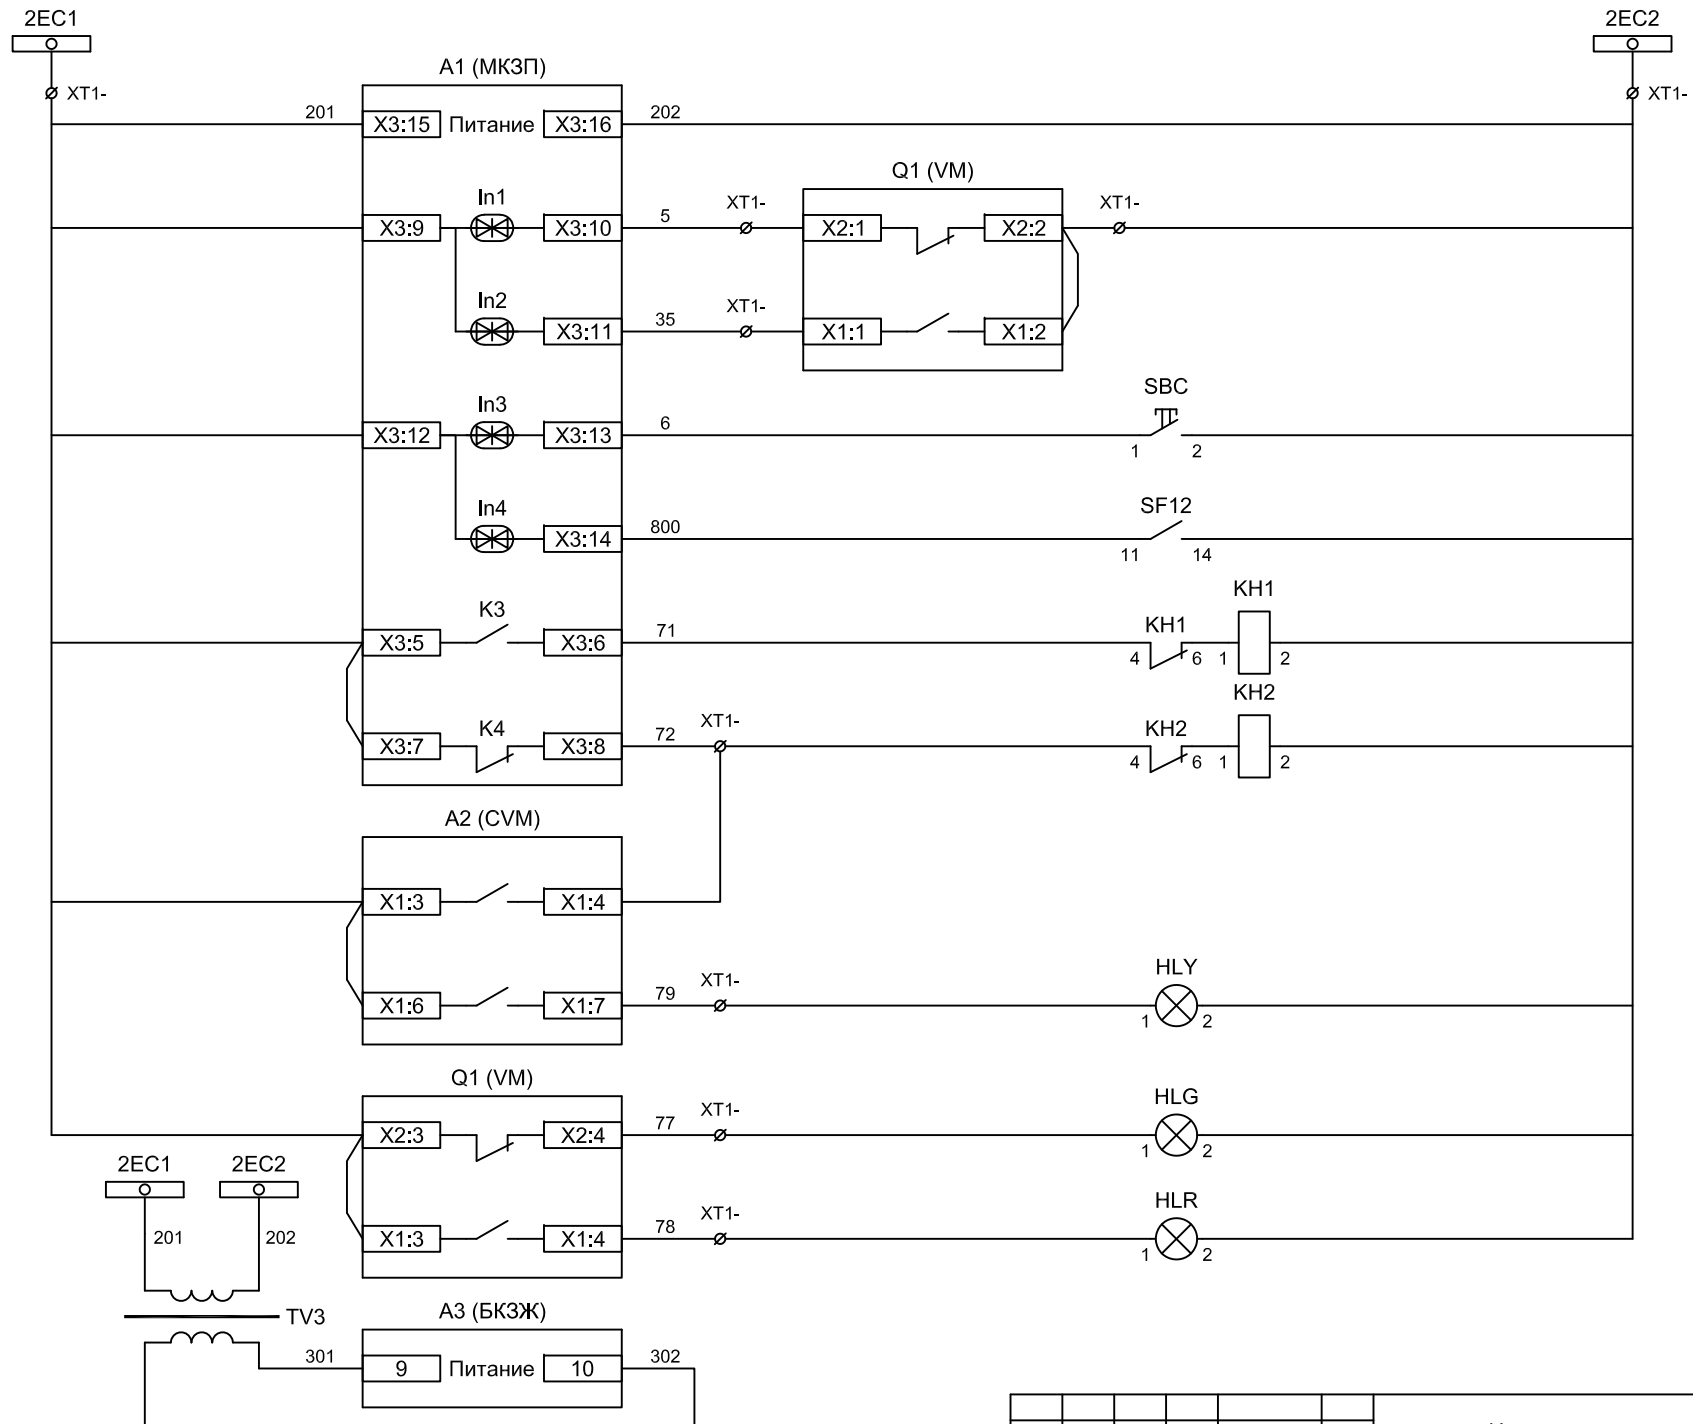 2EC1 2EC2
XT1- A1 (МКЗП) XT1-
201 X3:15 Питание X3:16 202
Q1 (VM)
In1
X3:9 X3:10 5 XT1- X2:1 X2:2 XT1-
In2
X3:11 35 XT1- X1:1 X1:2
In3 SBC
X3:12 X3:13 6 1 2
In4 SF12
X3:14 800 11 14
K3 KH1 KH1
X3:5 X3:6 71 4 6 1 2
K4 KH2 KH2
X3:7 X3:8 72 XT1- 4 6 1 2
A2 (CVM)
X1:3 X1:4
HLY
X1:6 X1:7 79 XT1- 1 2
Q1 (VM) HLG
X2:3 X2:4 77 XT1- 1 2
2EC1 2EC2 HLR
201 202 X1:3 X1:4 78 XT1- 1 2
TV3 A3 (БКЗЖ)
301 9 Питание 10 302